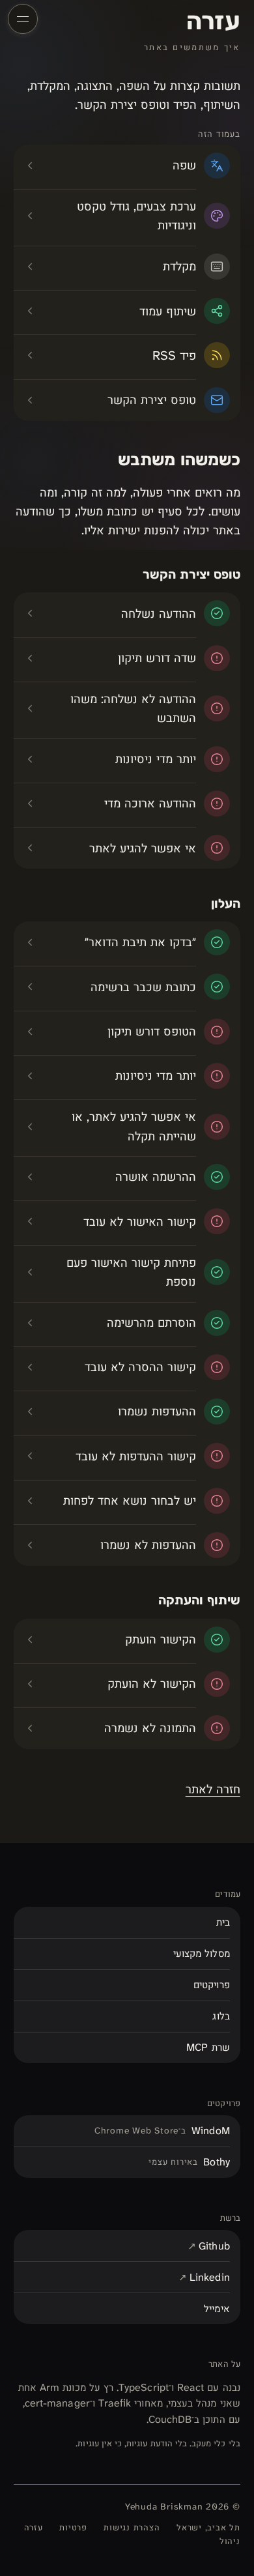 עזרה
איך משתמשים באתר
תשובות קצרות על השפה, התצוגה, המקלדת,
השיתוף, הפיד וטופס יצירת הקשר.
בעמוד הזה
שפה
ערכת צבעים, גודל טקסט
וניגודיות
מקלדת
שיתוף עמוד
פיד RSS
טופס יצירת הקשר
כשמשהו משתבש
מה רואים אחרי פעולה, למה זה קורה, ומה
עושים. לכל סעיף יש כתובת משלו, כך שהודעה
באתר יכולה להפנות ישירות אליו.
טופס יצירת הקשר
ההודעה נשלחה
שדה דורש תיקון
ההודעה לא נשלחה: משהו
השתבש
יותר מדי ניסיונות
ההודעה ארוכה מדי
אי אפשר להגיע לאתר
העלון
"בדקו את תיבת הדואר"
כתובת שכבר ברשימה
הטופס דורש תיקון
יותר מדי ניסיונות
אי אפשר להגיע לאתר, או
שהייתה תקלה
ההרשמה אושרה
קישור האישור לא עובד
פתיחת קישור האישור פעם
נוספת
הוסרתם מהרשימה
קישור ההסרה לא עובד
ההעדפות נשמרו
קישור ההעדפות לא עובד
יש לבחור נושא אחד לפחות
ההעדפות לא נשמרו
שיתוף והעתקה
הקישור הועתק
הקישור לא הועתק
התמונה לא נשמרה
חזרה לאתר
עמודים
בית
מסלול מקצועי
פרויקטים
בלוג
שרת MCP
פרויקטים
WindoM ב־Chrome Web Store
Bothy באירוח עצמי
ברשת
Github ↗
Linkedin ↗
אימייל
על האתר
נבנה עם React ו־TypeScript. רץ על מכונת Arm אחת
שאני מנהל בעצמי, מאחורי Traefik ו־cert-manager,
עם התוכן ב־CouchDB.
בלי כלי מעקב. בלי הודעת עוגיות, כי אין עוגיות.
© 2026 Yehuda Briskman
תל אביב, ישראל הצהרת נגישות פרטיות עזרה
ניהול